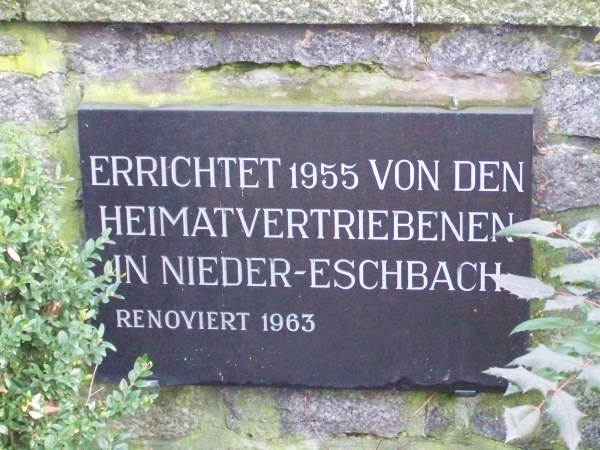 ERRICHTET 1955 VON DEN
HEIMATVERTRIEBENEN
IN NIEDER-ESCHBACH.
RENOVIERT 1963